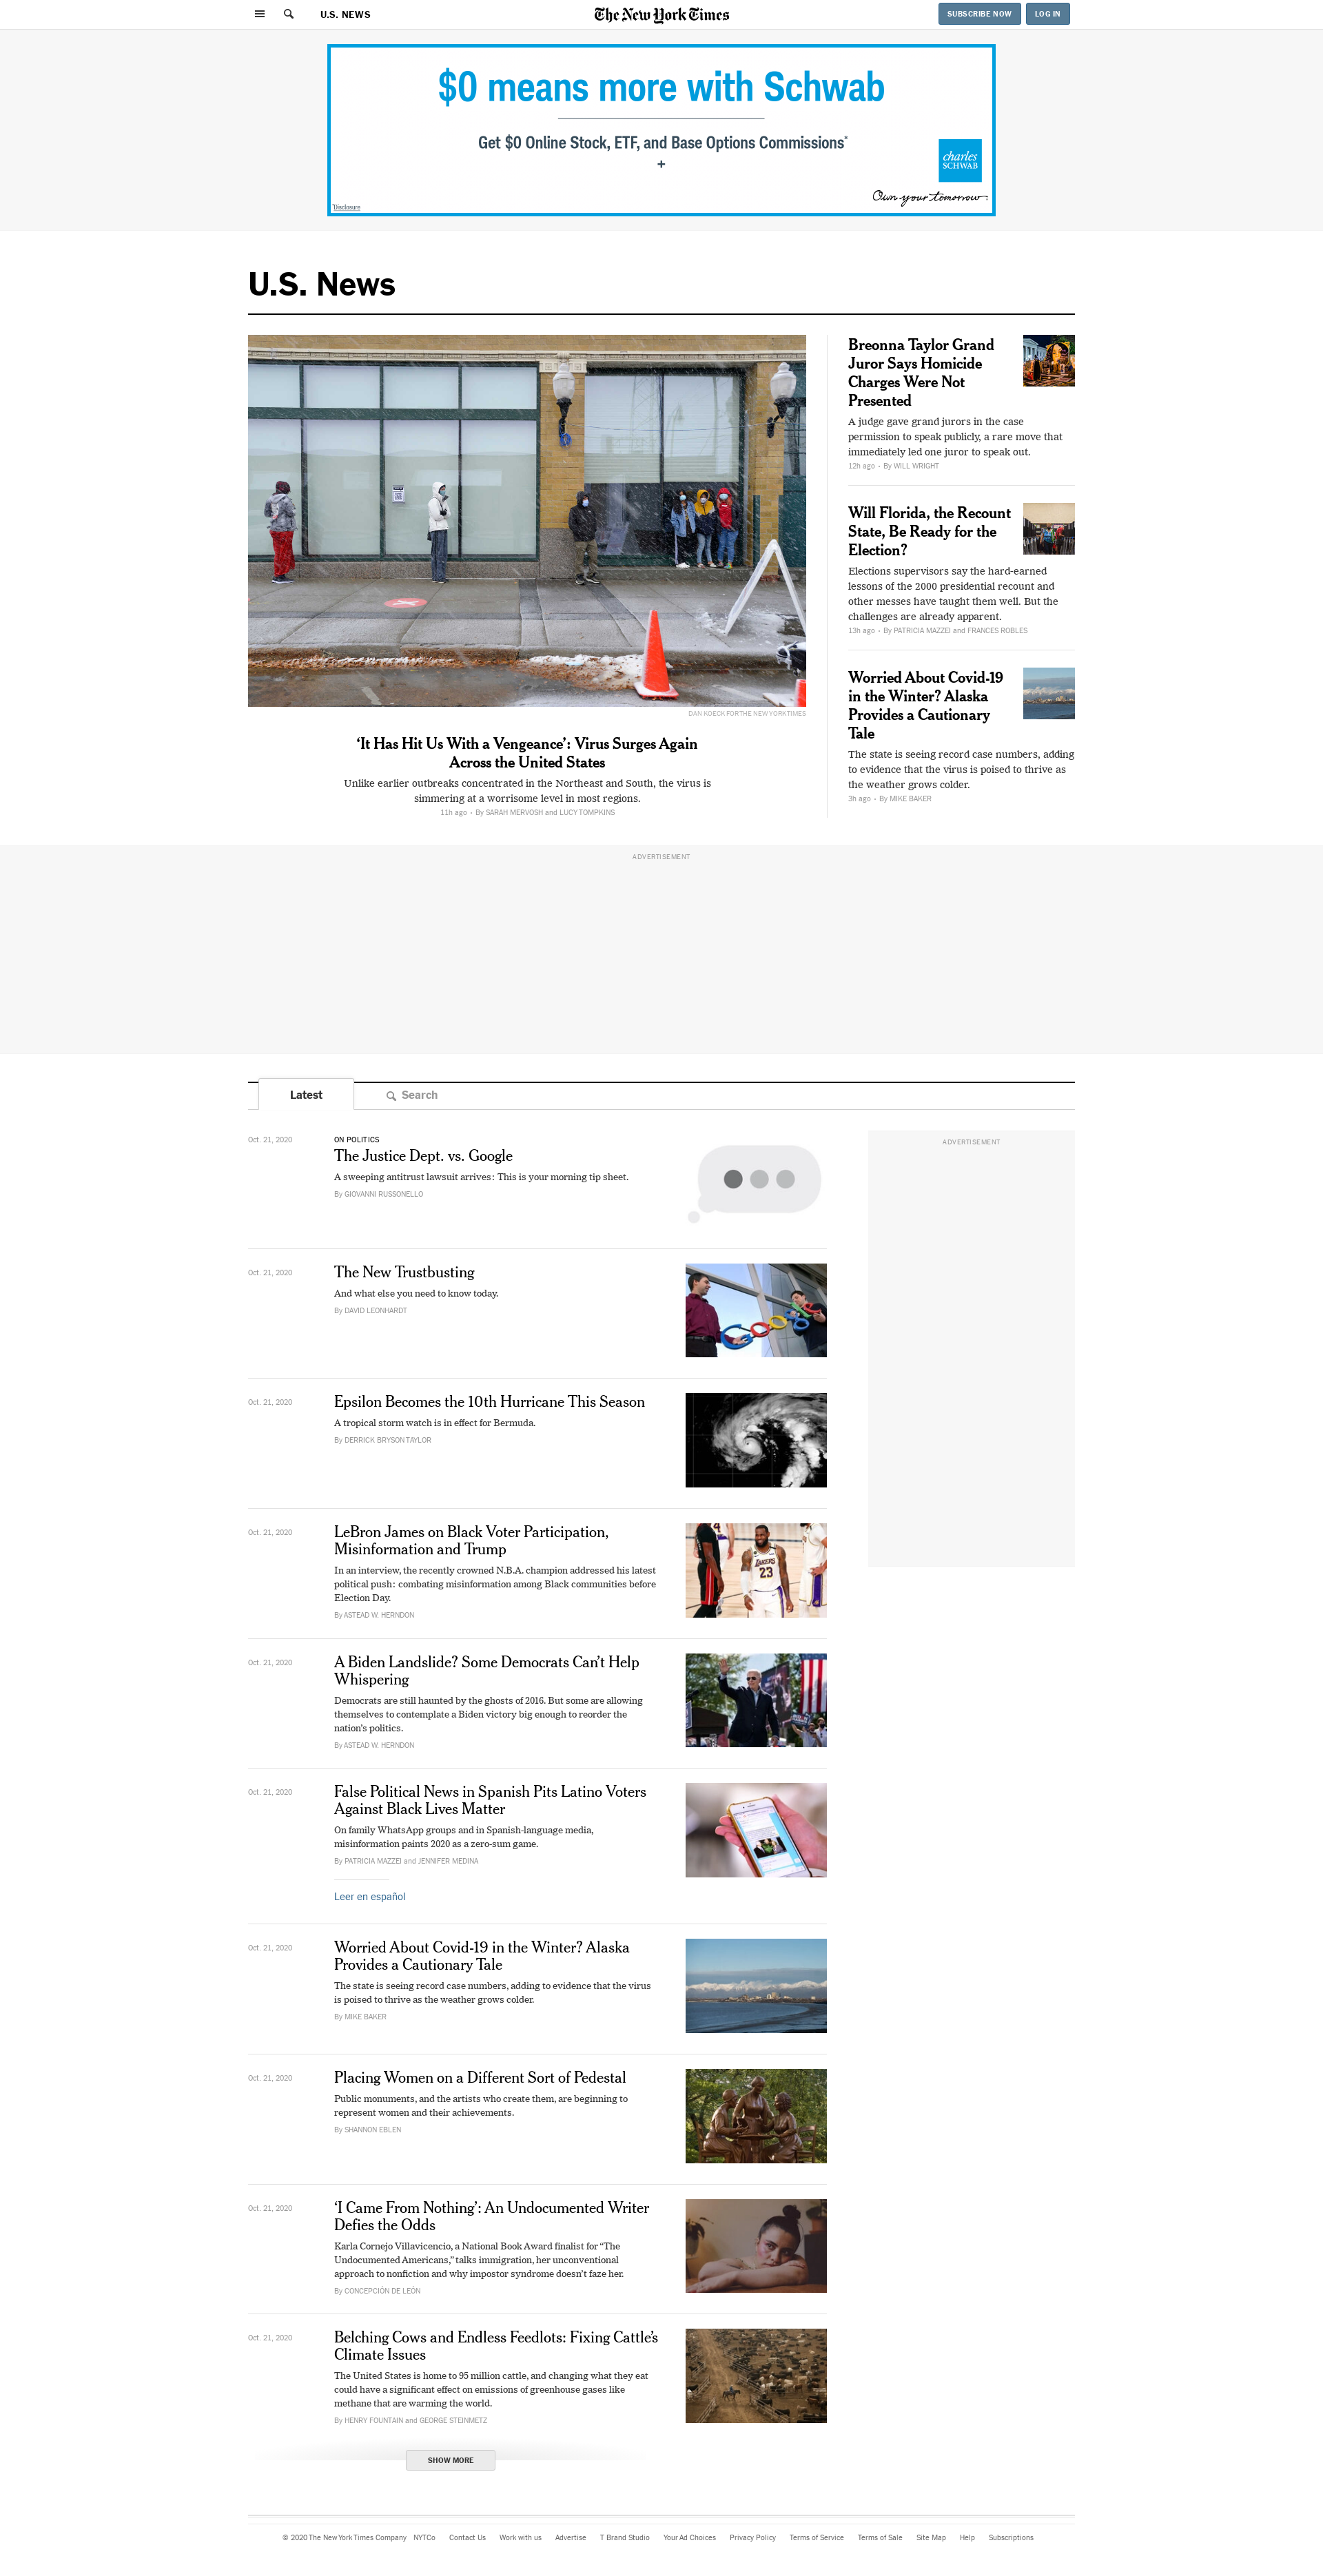 U.S. NEWS
The New York Times
SUBSCRIBE NOW
LOG IN
$0 means more with Schwab
Get $0 Online Stock, ETF, and Base Options Commissions*
+
charles
SCHWAB
Own your tomorrow.
*Disclosure
U.S. News
DAN KOECK FOR THE NEW YORK TIMES
‘It Has Hit Us With a Vengeance’: Virus Surges Again
Across the United States
Unlike earlier outbreaks concentrated in the Northeast and South, the virus is
simmering at a worrisome level in most regions.
11h ago • By SARAH MERVOSH and LUCY TOMPKINS
Breonna Taylor Grand
Juror Says Homicide
Charges Were Not
Presented
A judge gave grand jurors in the case
permission to speak publicly, a rare move that
immediately led one juror to speak out.
12h ago • By WILL WRIGHT
Will Florida, the Recount
State, Be Ready for the
Election?
Elections supervisors say the hard-earned
lessons of the 2000 presidential recount and
other messes have taught them well. But the
challenges are already apparent.
13h ago • By PATRICIA MAZZEI and FRANCES ROBLES
Worried About Covid-19
in the Winter? Alaska
Provides a Cautionary
Tale
The state is seeing record case numbers, adding
to evidence that the virus is poised to thrive as
the weather grows colder.
3h ago • By MIKE BAKER
ADVERTISEMENT
Latest
Search
ADVERTISEMENT
Oct. 21, 2020
ON POLITICS
The Justice Dept. vs. Google
A sweeping antitrust lawsuit arrives: This is your morning tip sheet.
By GIOVANNI RUSSONELLO
Oct. 21, 2020
The New Trustbusting
And what else you need to know today.
By DAVID LEONHARDT
Oct. 21, 2020
Epsilon Becomes the 10th Hurricane This Season
A tropical storm watch is in effect for Bermuda.
By DERRICK BRYSON TAYLOR
Oct. 21, 2020
LeBron James on Black Voter Participation,
Misinformation and Trump
In an interview, the recently crowned N.B.A. champion addressed his latest
political push: combating misinformation among Black communities before
Election Day.
By ASTEAD W. HERNDON
LAKERS
23
Oct. 21, 2020
A Biden Landslide? Some Democrats Can’t Help
Whispering
Democrats are still haunted by the ghosts of 2016. But some are allowing
themselves to contemplate a Biden victory big enough to reorder the
nation’s politics.
By ASTEAD W. HERNDON
Oct. 21, 2020
False Political News in Spanish Pits Latino Voters
Against Black Lives Matter
On family WhatsApp groups and in Spanish-language media,
misinformation paints 2020 as a zero-sum game.
By PATRICIA MAZZEI and JENNIFER MEDINA
Leer en español
Oct. 21, 2020
Worried About Covid-19 in the Winter? Alaska
Provides a Cautionary Tale
The state is seeing record case numbers, adding to evidence that the virus
is poised to thrive as the weather grows colder.
By MIKE BAKER
Oct. 21, 2020
Placing Women on a Different Sort of Pedestal
Public monuments, and the artists who create them, are beginning to
represent women and their achievements.
By SHANNON EBLEN
Oct. 21, 2020
‘I Came From Nothing’: An Undocumented Writer
Defies the Odds
Karla Cornejo Villavicencio, a National Book Award finalist for “The
Undocumented Americans,” talks immigration, her unconventional
approach to nonfiction and why impostor syndrome doesn’t faze her.
By CONCEPCIÓN DE LEÓN
Oct. 21, 2020
Belching Cows and Endless Feedlots: Fixing Cattle’s
Climate Issues
The United States is home to 95 million cattle, and changing what they eat
could have a significant effect on emissions of greenhouse gases like
methane that are warming the world.
By HENRY FOUNTAIN and GEORGE STEINMETZ
SHOW MORE
© 2020 The New York Times Company NYTCo Contact Us Work with us Advertise T Brand Studio Your Ad Choices Privacy Policy Terms of Service Terms of Sale Site Map Help Subscriptions